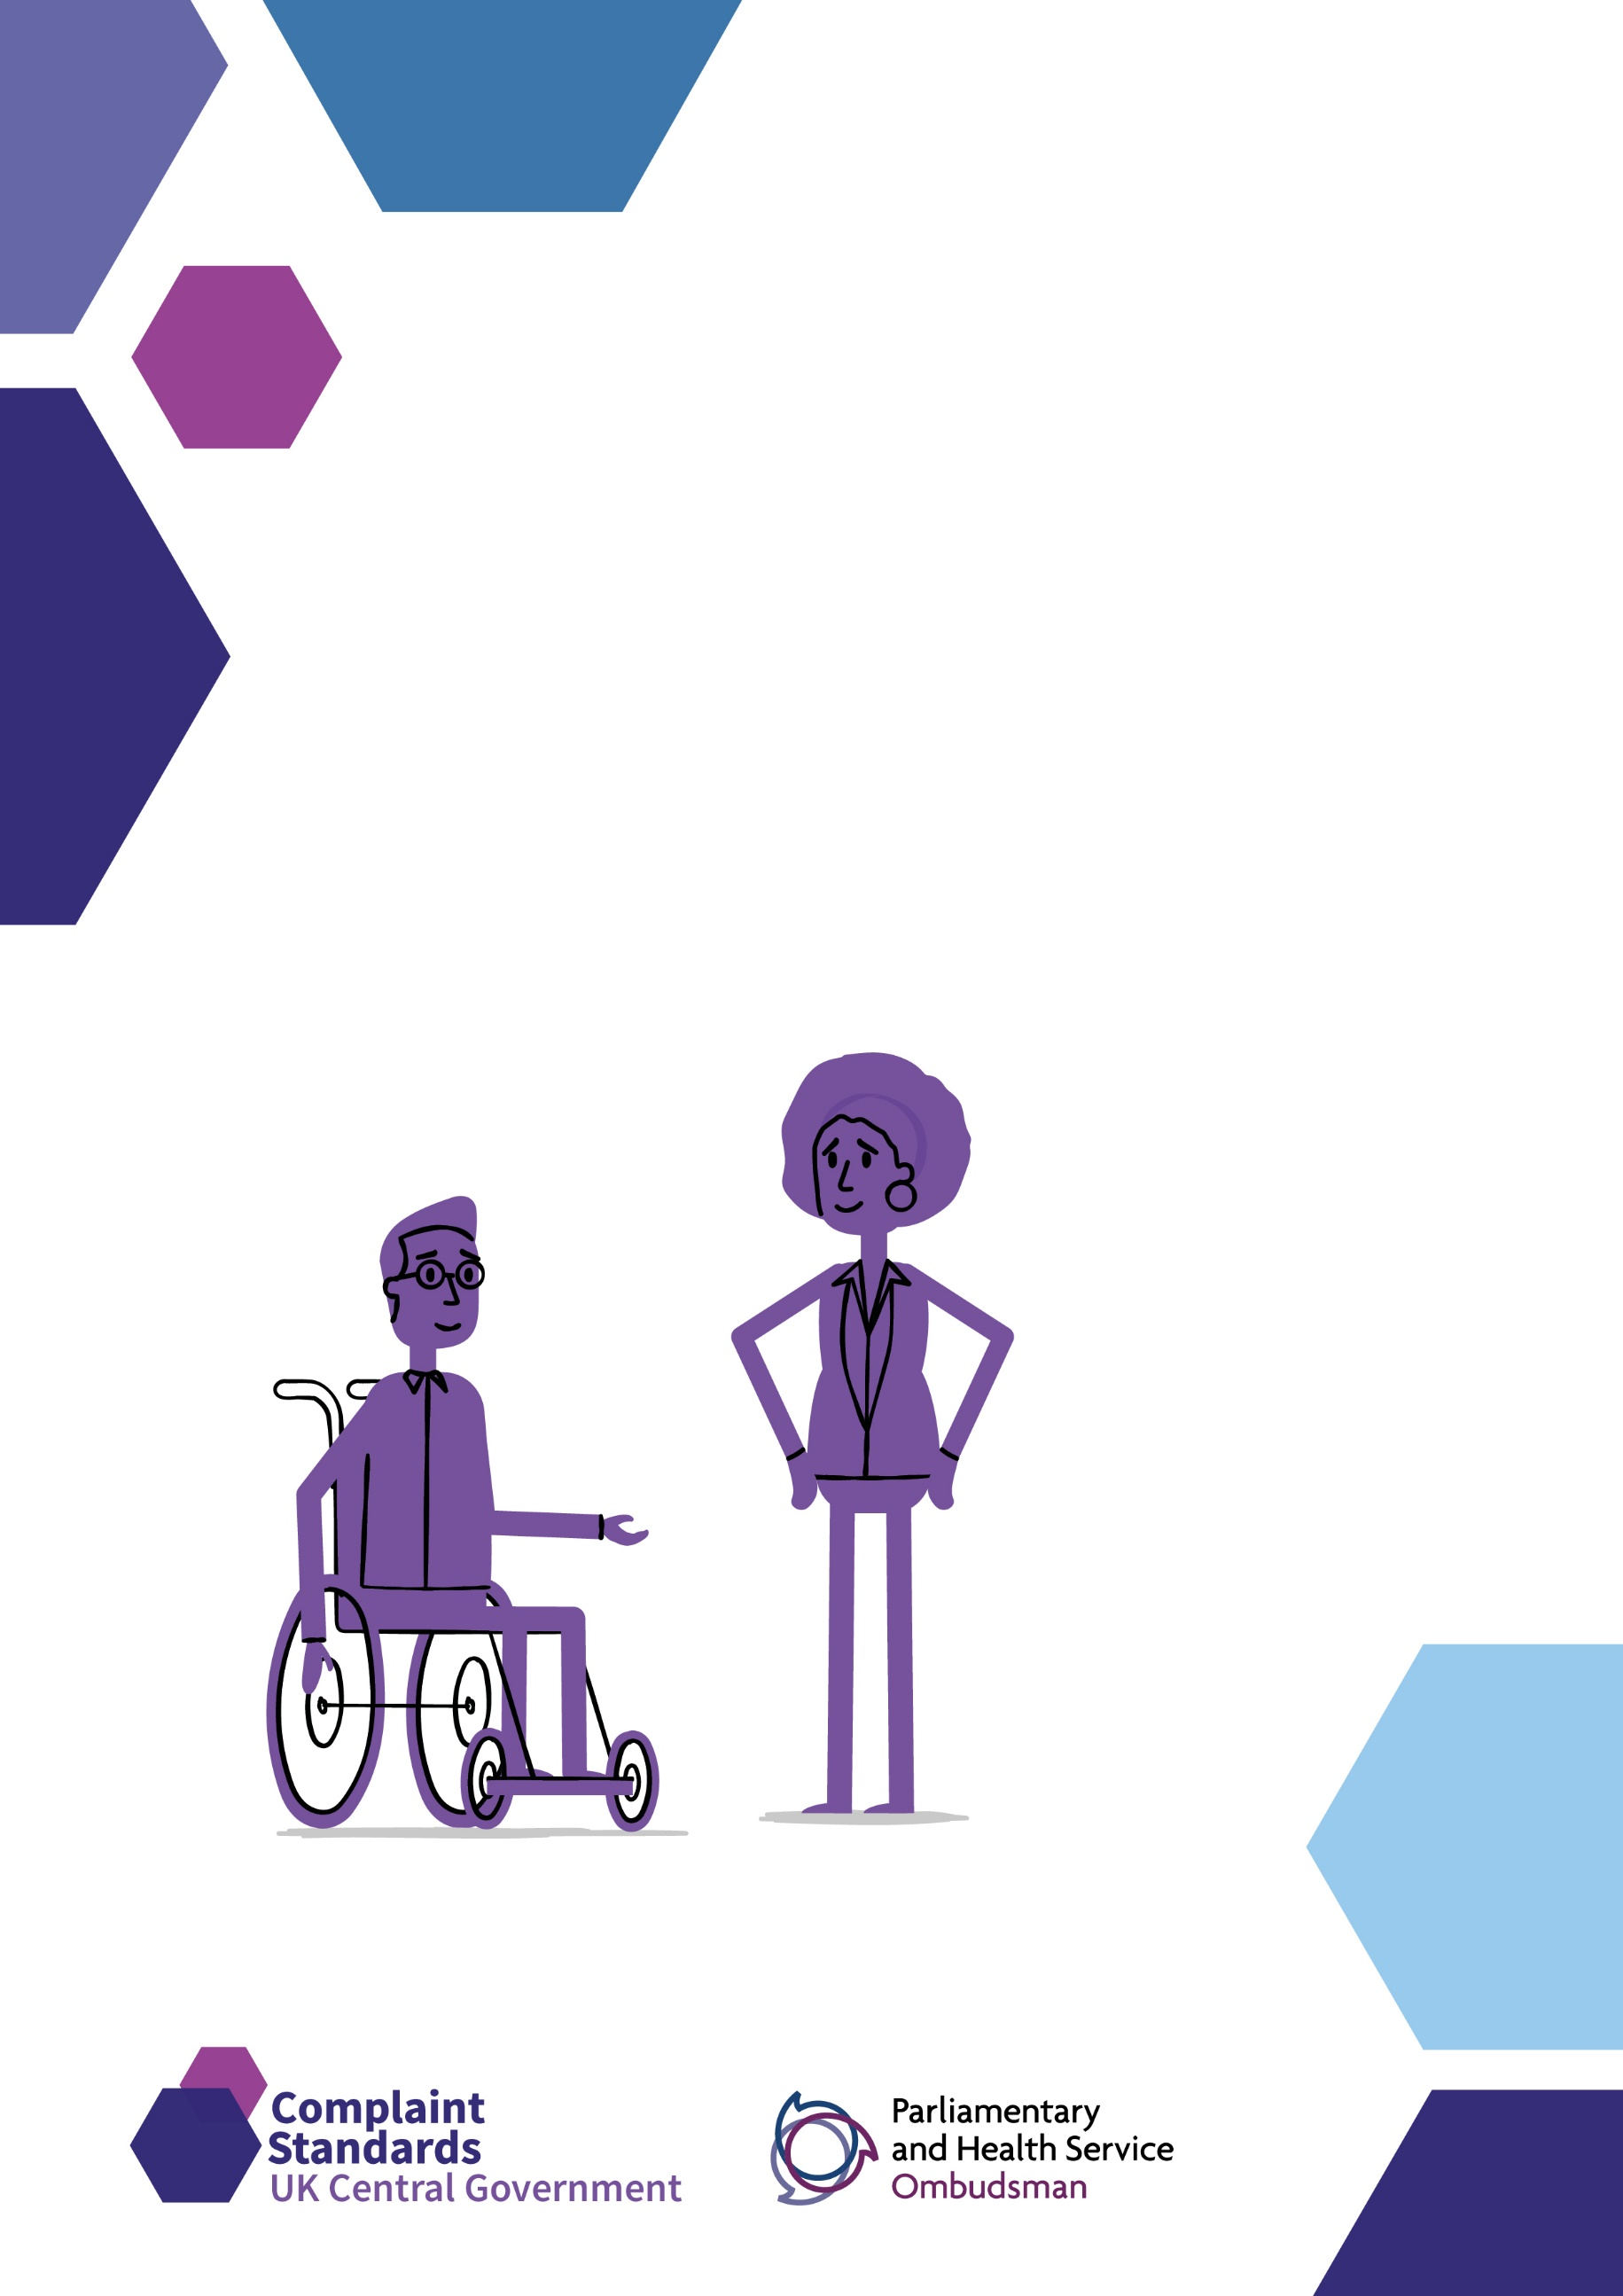 Complaint
Standards
UK Central Government
Parliamentary
and Health Service
Ombudsman